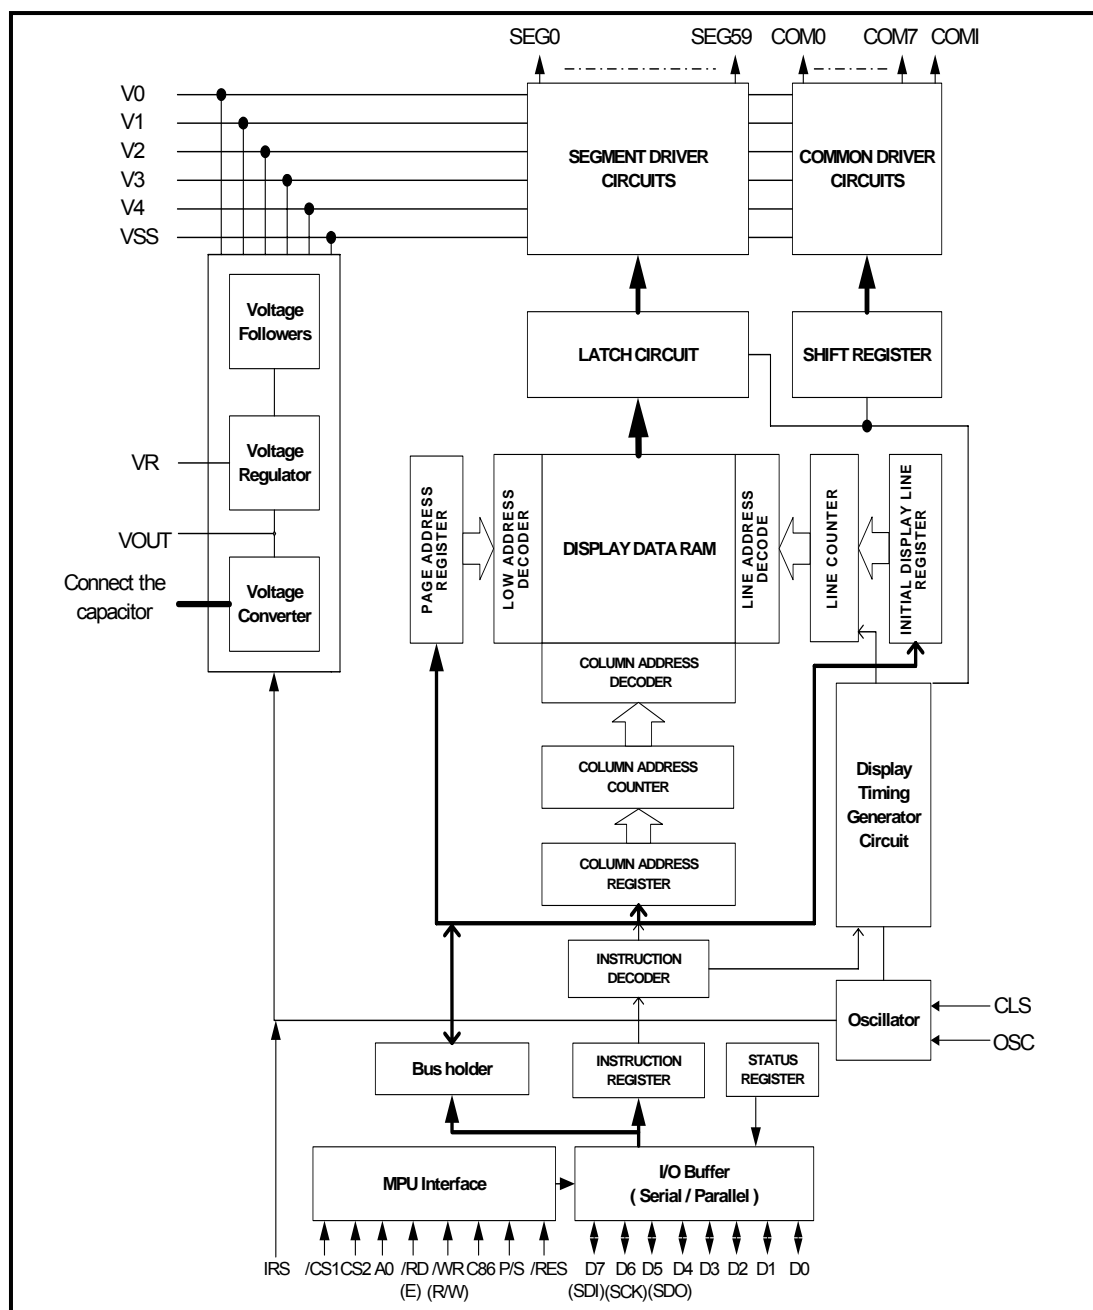 SEG0 SEG59 COM0 COM7 COMI
V0
V1
V2
V3
V4
VSS
SEGMENT DRIVER
CIRCUITS
COMMON DRIVER
CIRCUITS
Voltage
Followers
LATCH CIRCUIT
SHIFT REGISTER
VR
Voltage
Regulator
VOUT
Connect the
capacitor
Voltage
Converter
PAGE ADDRESS
REGISTER
LOW ADDRESS
DECODER
DISPLAY DATA RAM
LINE ADDRESS
DECODE
LINE COUNTER
INITIAL DISPLAY LINE
REGISTER
COLUMN ADDRESS
DECODER
COLUMN ADDRESS
COUNTER
Display
Timing
Generator
Circuit
COLUMN ADDRESS
REGISTER
INSTRUCTION
DECODER
Oscillator
CLS
OSC
Bus holder
INSTRUCTION
REGISTER
STATUS
REGISTER
MPU Interface
I/O Buffer
( Serial / Parallel )
IRS /CS1 CS2 A0 /RD /WR C86 P/S /RES D7 D6 D5 D4 D3 D2 D1 D0
(E) (R/W) (SDI) (SCK) (SDO)